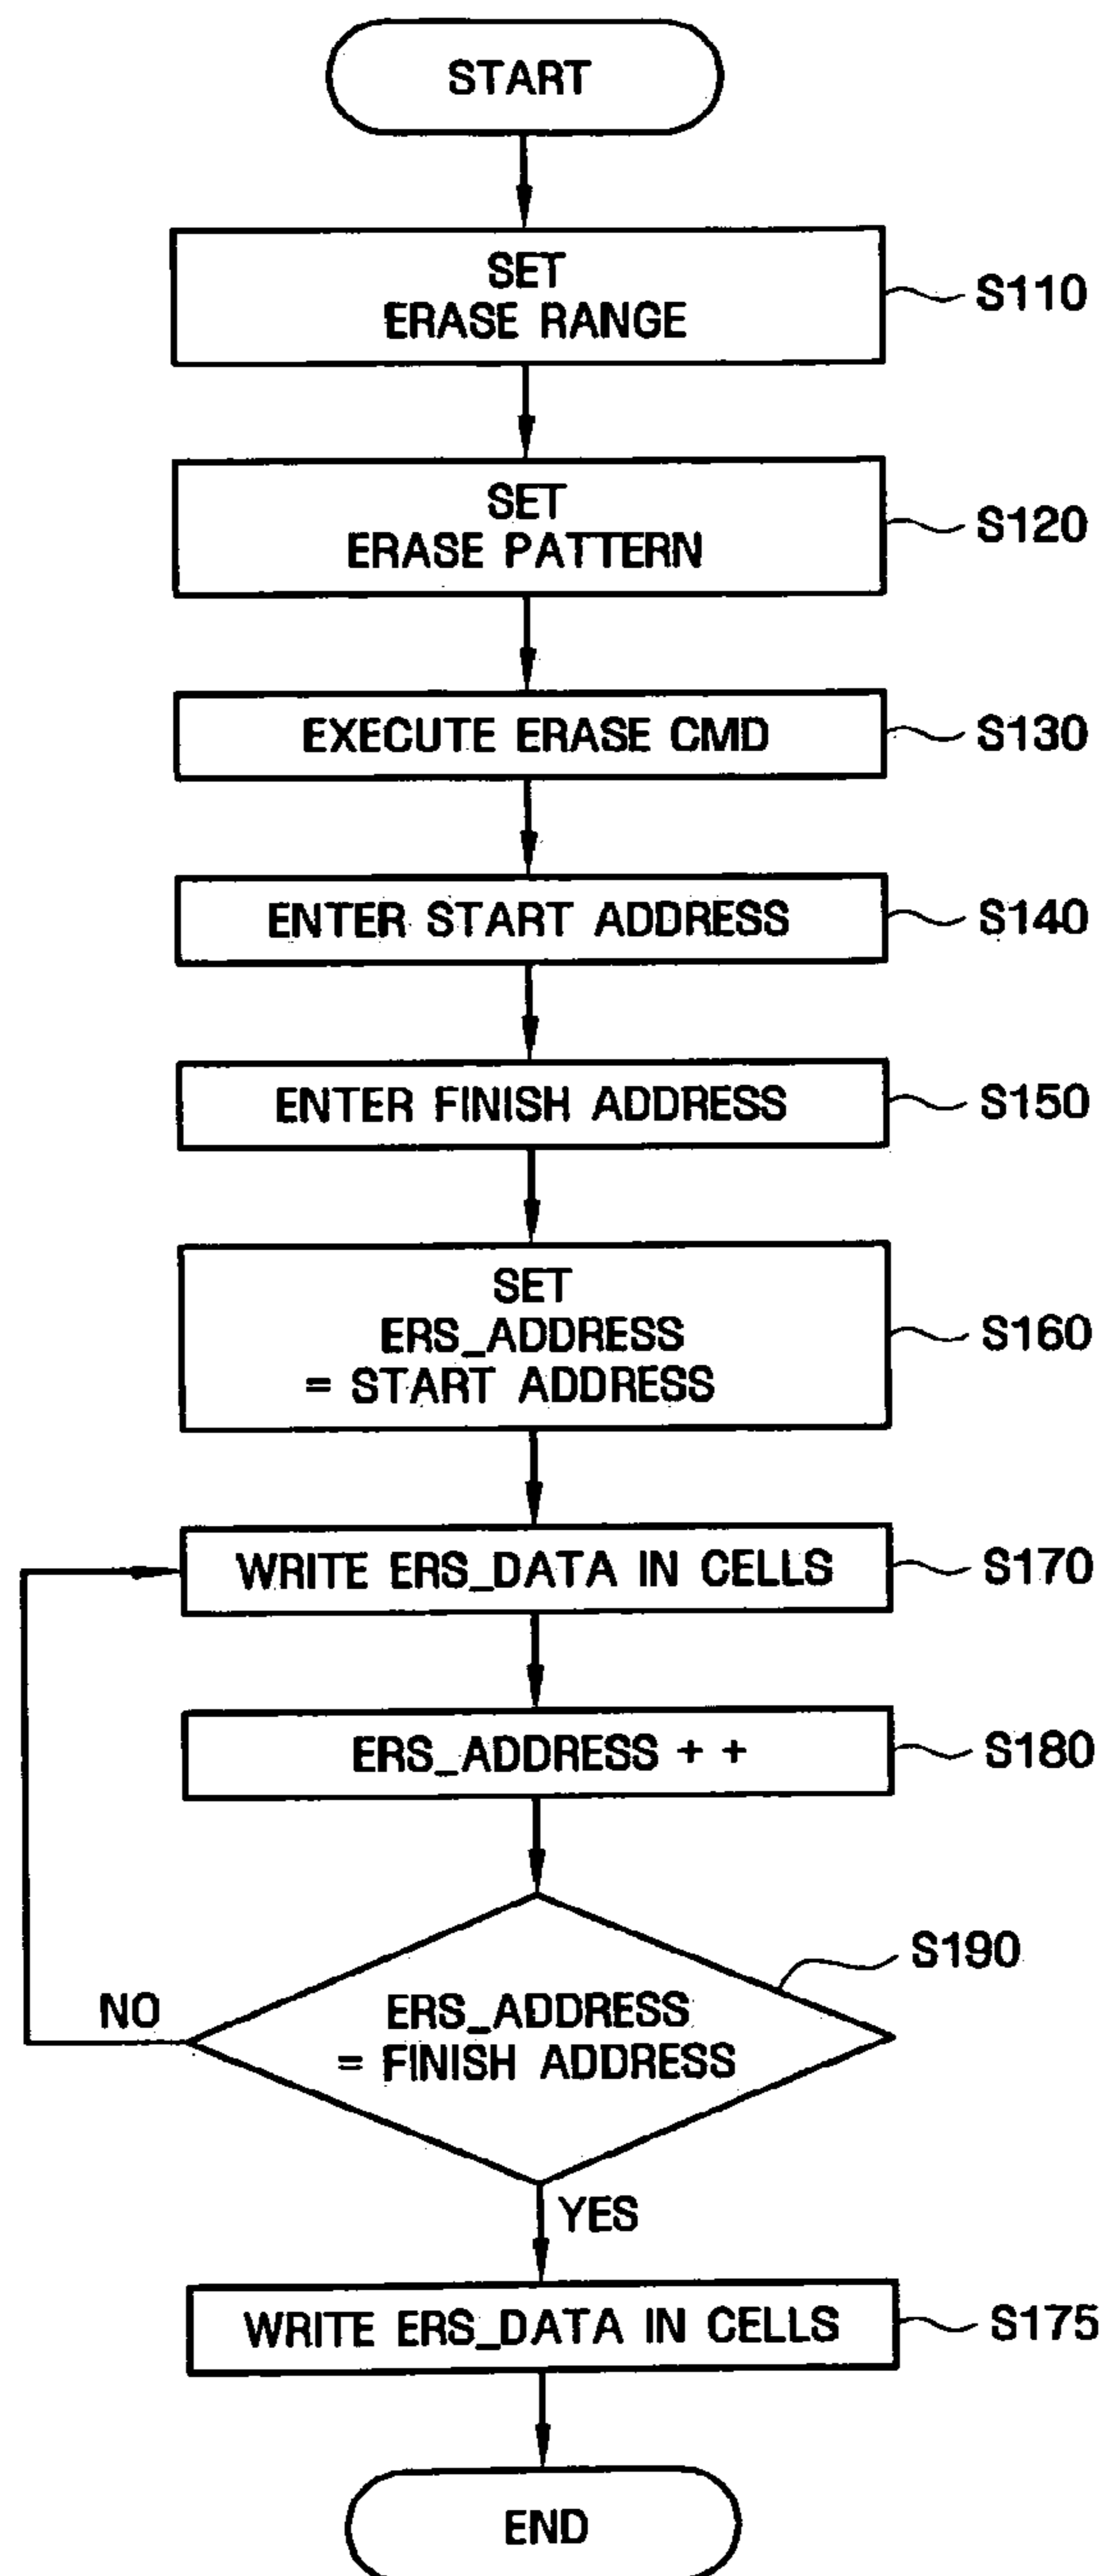 START
SET
ERASE RANGE
S110
SET
ERASE PATTERN
S120
EXECUTE ERASE CMD
S130
ENTER START ADDRESS
S140
ENTER FINISH ADDRESS
S150
SET
ERS_ADDRESS
= START ADDRESS
S160
WRITE ERS_DATA IN CELLS
S170
ERS_ADDRESS + +
S180
S190
ERS_ADDRESS
= FINISH ADDRESS
NO
YES
WRITE ERS_DATA IN CELLS
S175
END